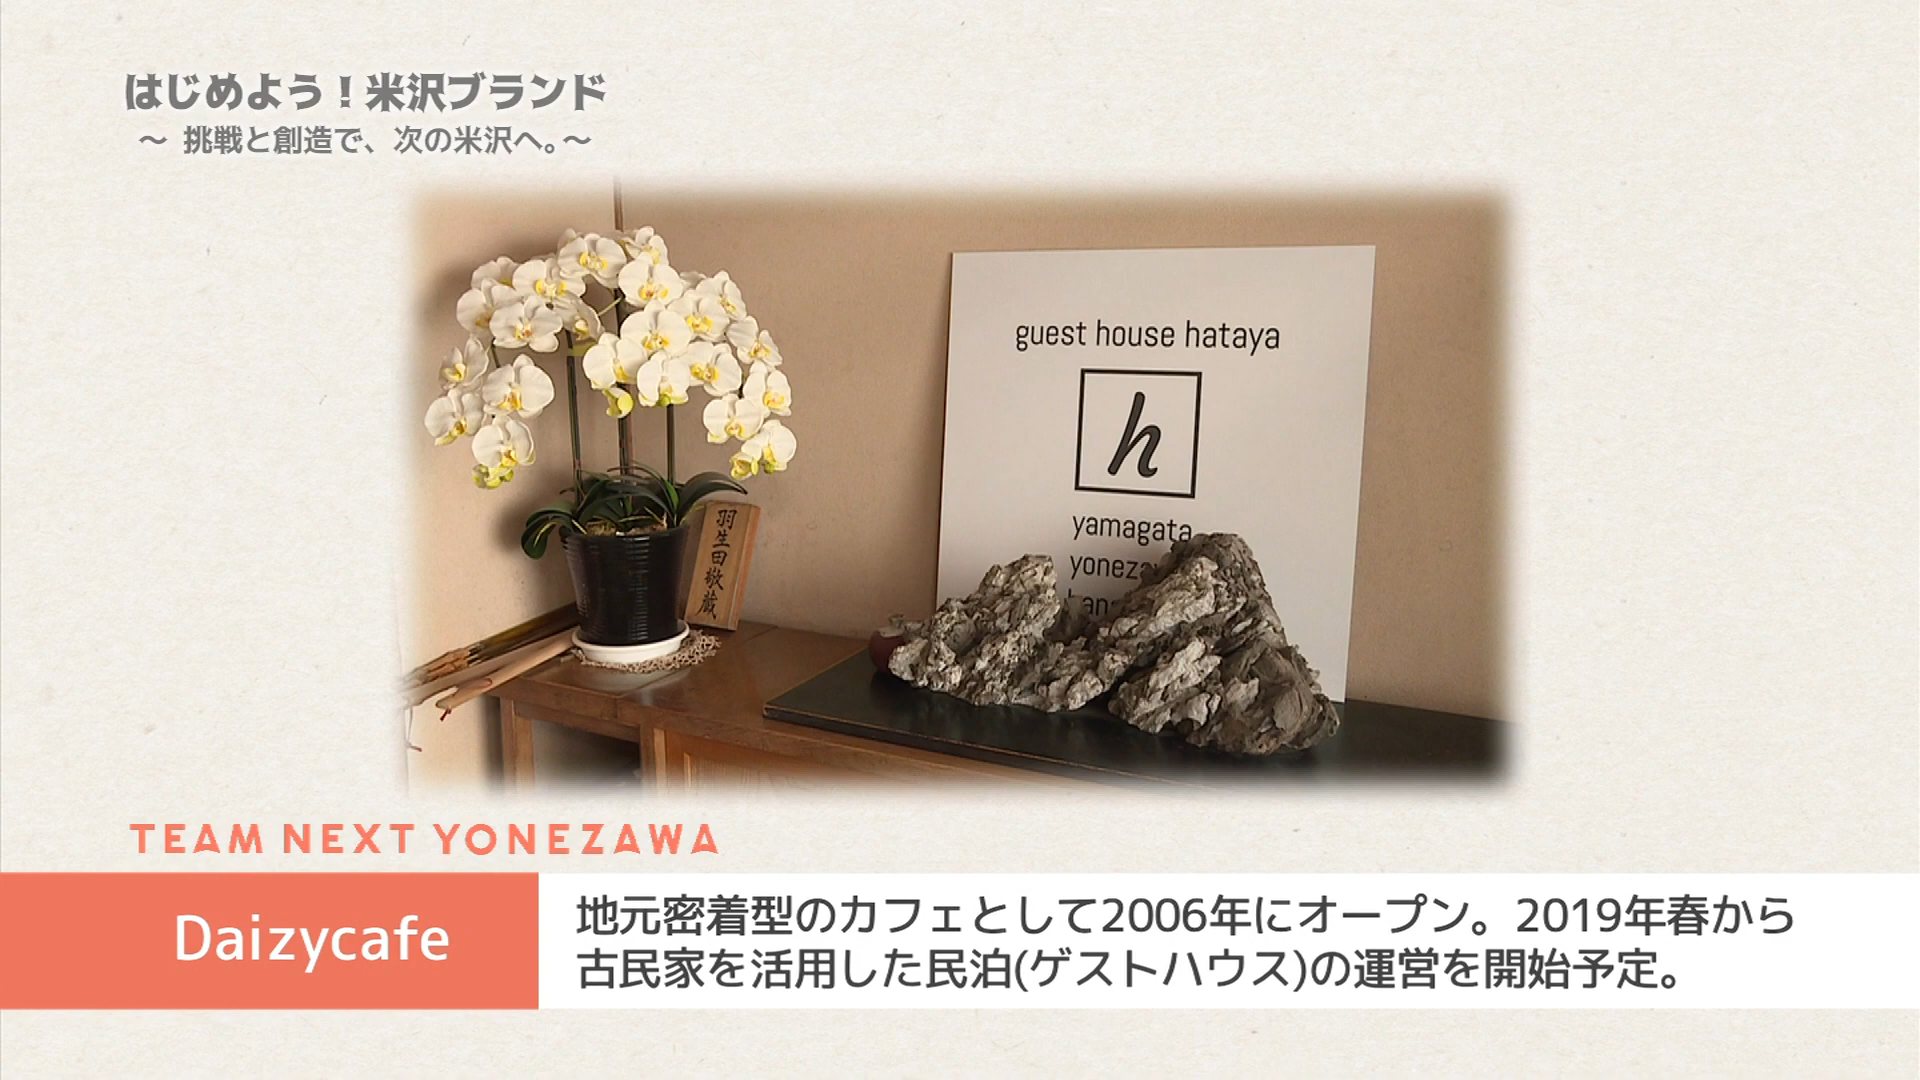 はじめよう！米沢ブランド
～ 挑戦と創造で、次の米沢へ。～
guest house hataya
h
yamagata
羽生田敬蔵
TEAM NEXT YONEZAWA
Daizycafe
地元密着型のカフェとして2006年にオープン。2019年春から
古民家を活用した民泊(ゲストハウス)の運営を開始予定。